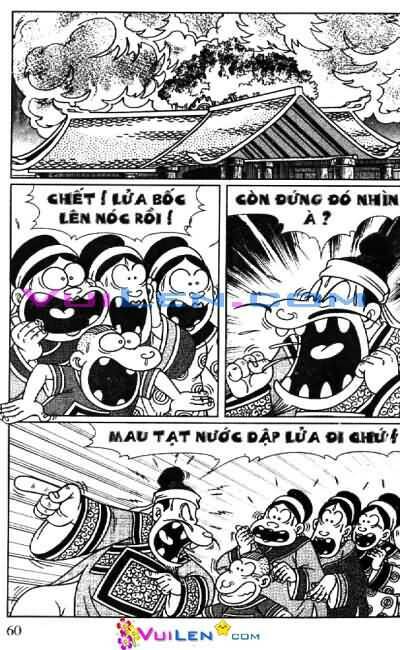 CHẾT! LỬA BỐC
LÊN NÓC RỒI!
CÒN ĐỨNG ĐÓ NHÌN
À?
VUILEN.COM
MAU TẠT NƯỚC DẬP LỬA ĐI CHỨ!
60
VUILEN.COM